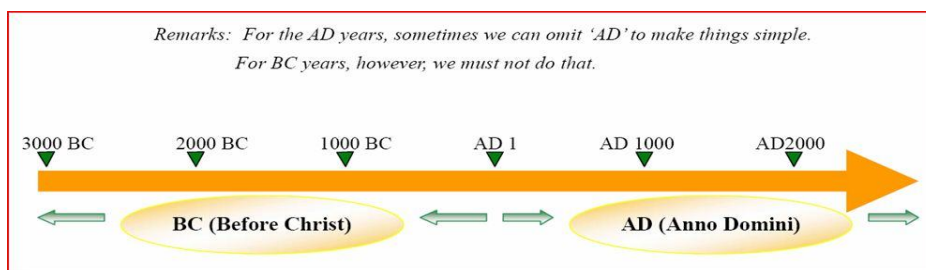 Remarks: For the AD years, sometimes we can omit ‘AD’ to make things simple.
For BC years, however, we must not do that.
3000 BC 2000 BC 1000 BC AD 1 AD 1000 AD2000
BC (Before Christ) AD (Anno Domini)